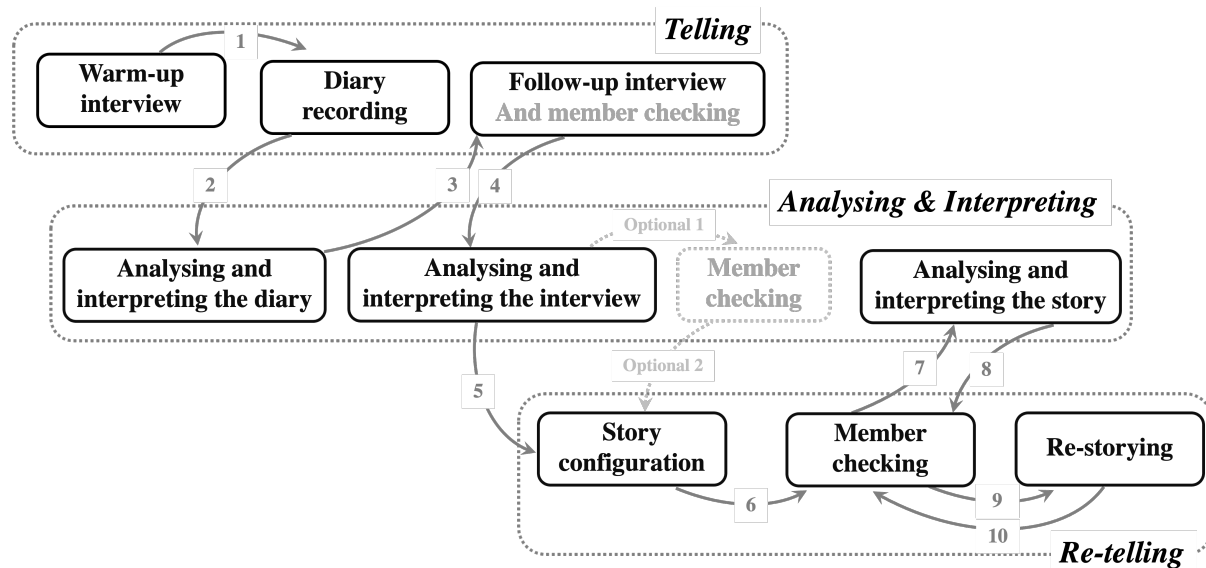 Telling
1
Warm-up
interview
Diary
recording
Follow-up interview
And member checking
2
3
4
Analysing & Interpreting
Optional 1
Analysing and
interpreting the diary
Analysing and
interpreting the interview
Member
checking
Analysing and
interpreting the story
Optional 2
5
7
8
Story
configuration
Member
checking
Re-storying
6
9
10
Re-telling